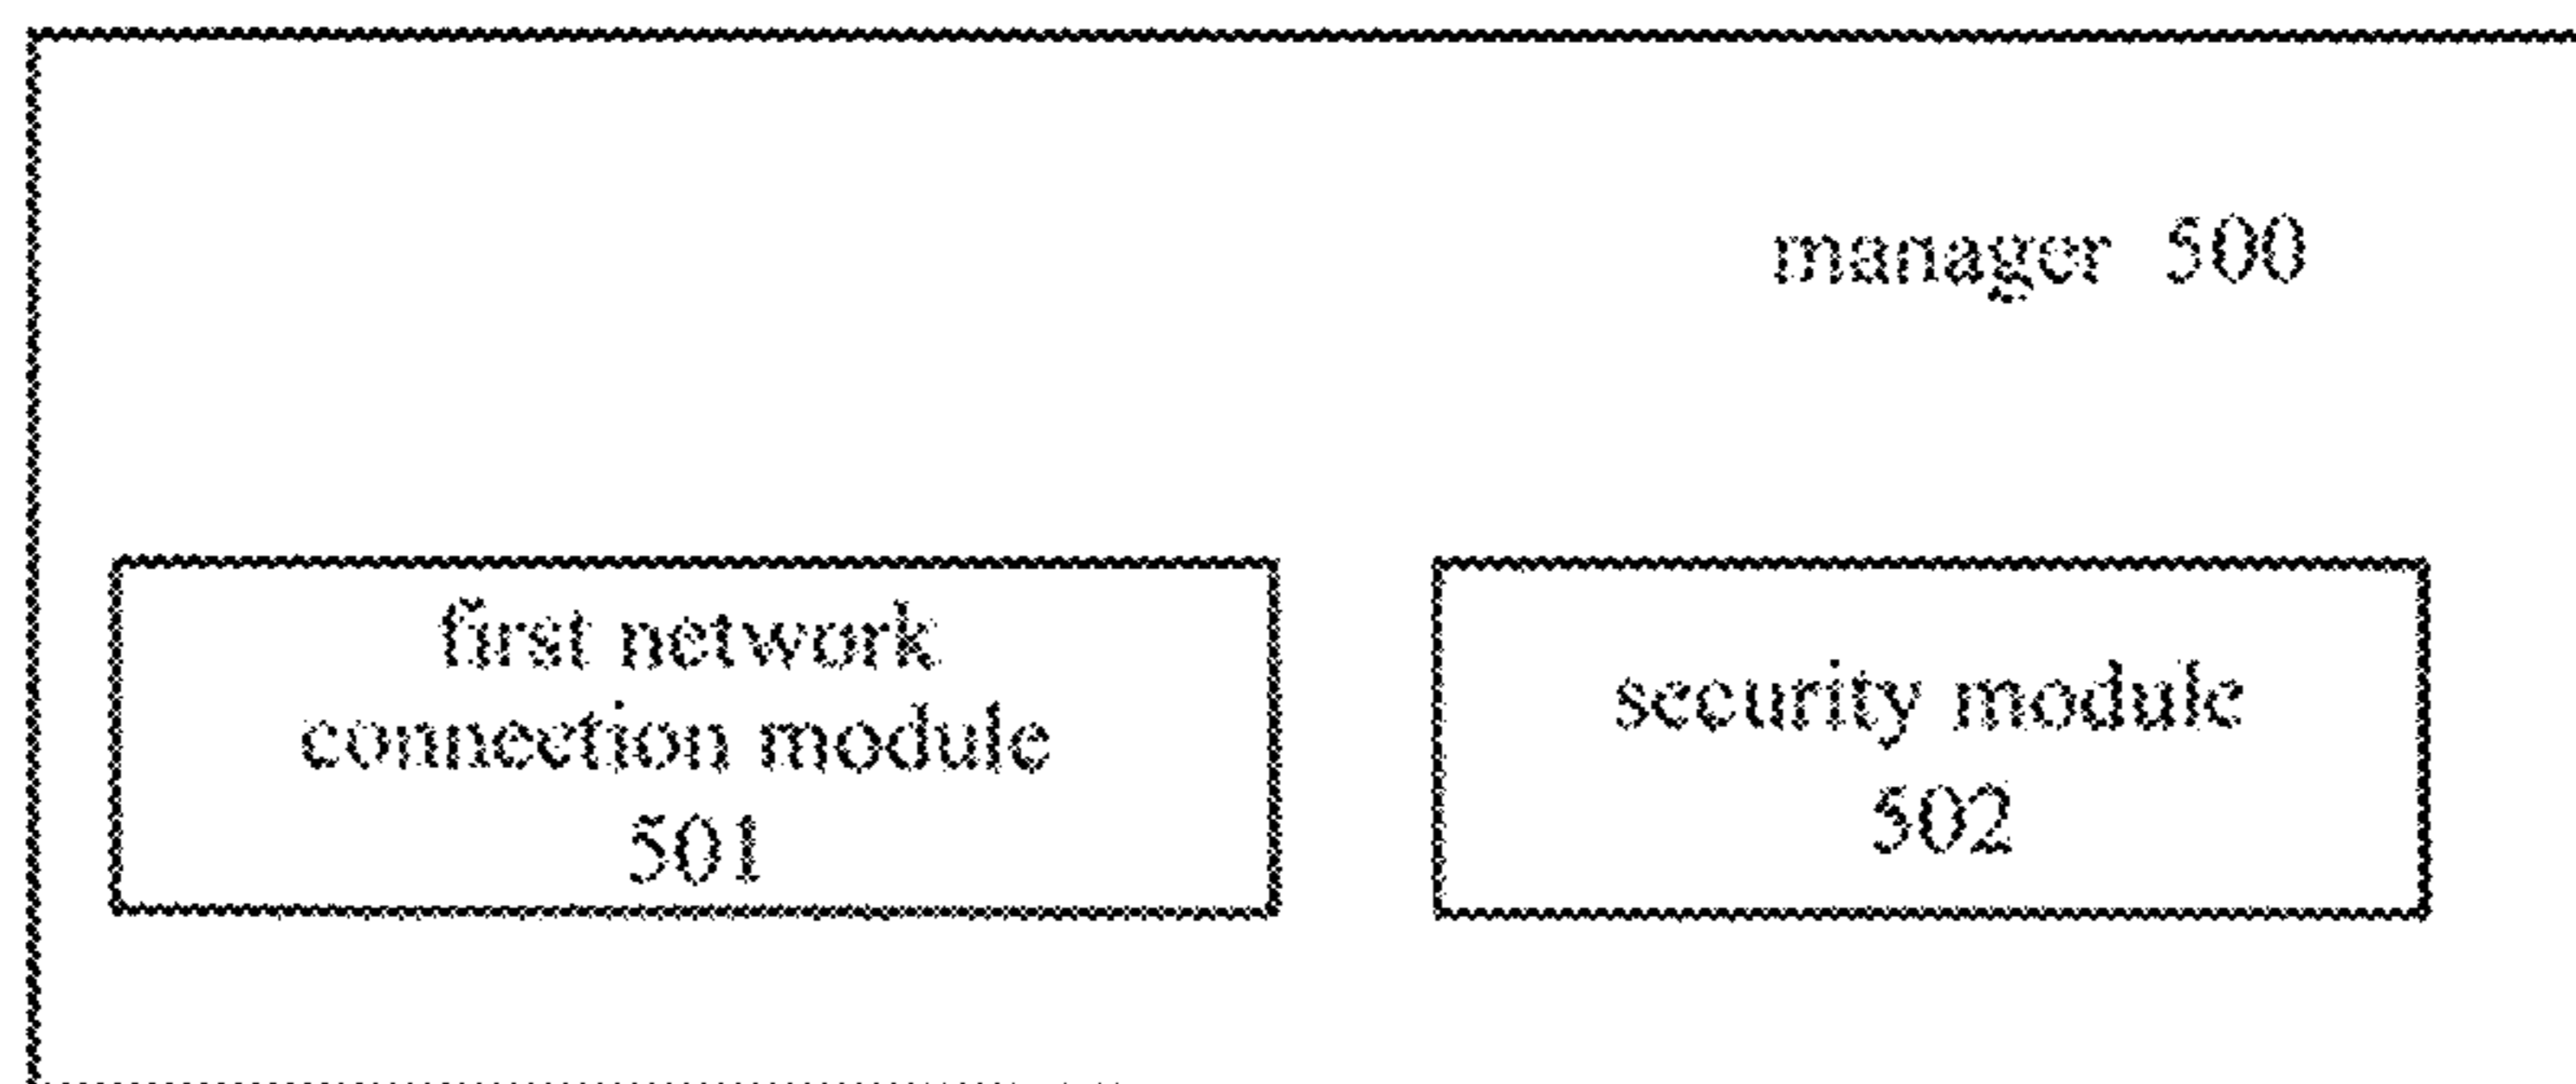 manager 500
first network
connection module
501
security module
502